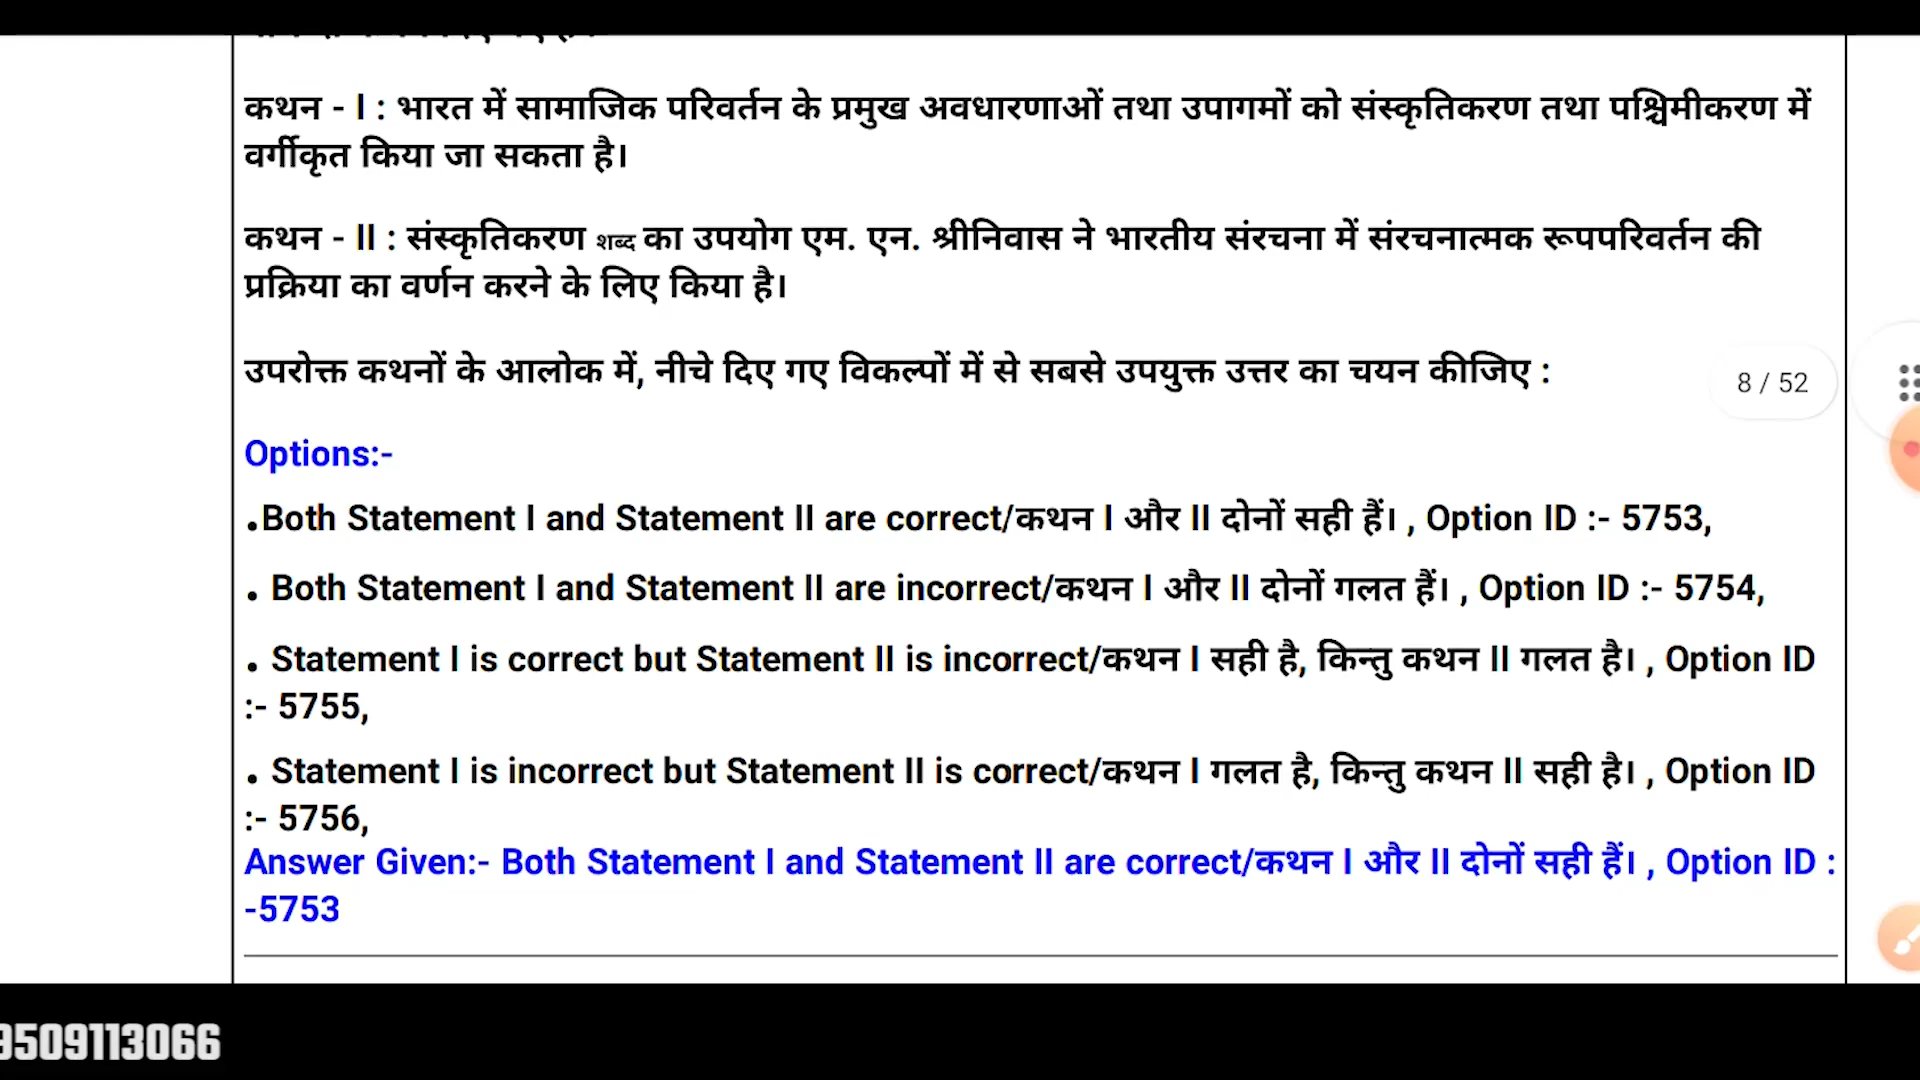 कथन - I : भारत में सामाजिक परिवर्तन के प्रमुख अवधारणाओं तथा उपागमों को संस्कृतिकरण तथा पश्चिमीकरण में
वर्गीकृत किया जा सकता है।
कथन - II : संस्कृतिकरण शब्द का उपयोग एम. एन. श्रीनिवास ने भारतीय संरचना में संरचनात्मक रूपपरिवर्तन की
प्रक्रिया का वर्णन करने के लिए किया है।
उपरोक्त कथनों के आलोक में, नीचे दिए गए विकल्पों में से सबसे उपयुक्त उत्तर का चयन कीजिए :
8 / 52
Options:-
.Both Statement I and Statement II are correct/कथन I और II दोनों सही हैं। , Option ID :- 5753,
. Both Statement I and Statement II are incorrect/कथन I और II दोनों गलत हैं। , Option ID :- 5754,
. Statement I is correct but Statement II is incorrect/कथन I सही है, किन्तु कथन II गलत है। , Option ID
:- 5755,
. Statement I is incorrect but Statement II is correct/कथन I गलत है, किन्तु कथन II सही है। , Option ID
:- 5756,
Answer Given:- Both Statement I and Statement II are correct/कथन I और II दोनों सही हैं। , Option ID :
-5753
9509113066